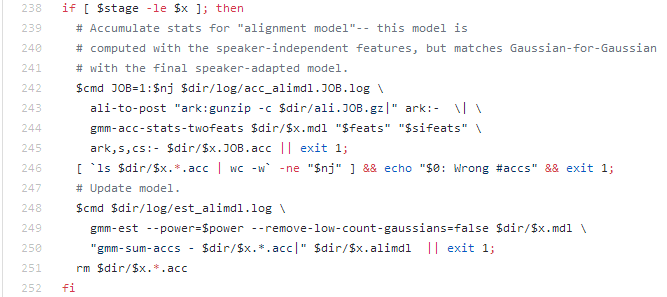 238 if [ $stage -le $x ]; then
239 # Accumulate stats for "alignment model"-- this model is
240 # computed with the speaker-independent features, but matches Gaussian-for-Gaussian
241 # with the final speaker-adapted model.
242 $cmd JOB=1:$nj $dir/log/acc_alimdl.JOB.log \
243 ali-to-post "ark:gunzip -c $dir/ali.JOB.gz|" ark:- \| \
244 gmm-acc-stats-twofeats $dir/$x.mdl "$feats" "$sifeats" \
245 ark,s,cs:- $dir/$x.JOB.acc || exit 1;
246 [ `ls $dir/$x.*.acc | wc -w` -ne "$nj" ] && echo "$0: Wrong #accs" && exit 1;
247 # Update model.
248 $cmd $dir/log/est_alimdl.log \
249 gmm-est --power=$power --remove-low-count-gaussians=false $dir/$x.mdl \
250 "gmm-sum-accs - $dir/$x.*.acc|" $dir/$x.alimdl || exit 1;
251 rm $dir/$x.*.acc
252 fi